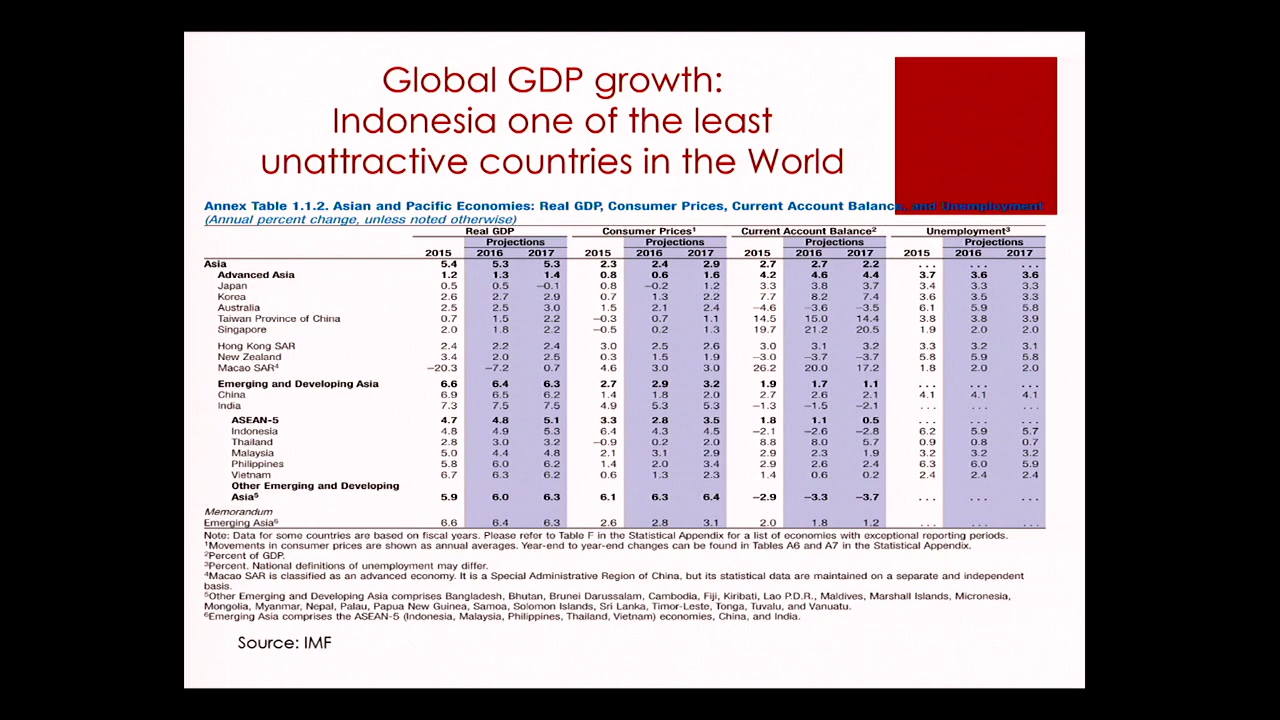 Global GDP growth:
Indonesia one of the least
unattractive countries in the World
Annex Table 1.1.2. Asian and Pacific Economies: Real GDP, Consumer Prices, Current Account Balance, and Unemployment
(Annual percent change, unless noted otherwise)
Real GDP Consumer Prices¹ Current Account Balance² Unemployment³
Projections Projections Projections Projections
2015 2016 2017 2015 2016 2017 2015 2016 2017 2015 2016 2017
Asia 5.4 5.3 5.3 2.3 2.4 2.9 2.7 2.7 2.2 . . . . . . . . .
Advanced Asia 1.2 1.3 1.4 0.8 0.6 1.6 4.2 4.6 4.4 3.7 3.6 3.6
Japan 0.5 0.5 −0.1 0.8 −0.2 1.2 3.3 3.8 3.7 3.4 3.3 3.3
Korea 2.6 2.7 2.9 0.7 1.3 2.2 7.7 8.2 7.4 3.6 3.5 3.3
Australia 2.5 2.5 3.0 1.5 2.1 2.4 −4.6 −3.6 −3.5 6.1 5.9 5.8
Taiwan Province of China 0.7 1.5 2.2 −0.3 0.7 1.1 14.5 15.0 14.4 3.8 3.8 3.9
Singapore 2.0 1.8 2.2 −0.5 0.2 1.3 19.7 21.2 20.5 1.9 2.0 2.0
Hong Kong SAR 2.4 2.2 2.4 3.0 2.5 2.6 3.0 3.1 3.2 3.3 3.2 3.1
New Zealand 3.4 2.0 2.5 0.3 1.5 1.9 −3.0 −3.7 −3.7 5.8 5.9 5.8
Macao SAR⁴ −20.3 −7.2 0.7 4.6 3.0 3.0 26.2 20.0 17.2 1.8 2.0 2.0
Emerging and Developing Asia 6.6 6.4 6.3 2.7 2.9 3.2 1.9 1.7 1.1 . . . . . . . . .
China 6.9 6.5 6.2 1.4 1.8 2.0 2.7 2.6 2.1 4.1 4.1 4.1
India 7.3 7.5 7.5 4.9 5.3 5.3 −1.3 −1.5 −2.1 . . . . . . . . .
ASEAN-5 4.7 4.8 5.1 3.3 2.8 3.5 1.8 1.1 0.5 . . . . . . . . .
Indonesia 4.8 4.9 5.3 6.4 4.3 4.5 −2.1 −2.6 −2.8 6.2 5.9 5.7
Thailand 2.8 3.0 3.2 −0.9 0.2 2.0 8.8 8.0 5.7 0.9 0.8 0.7
Malaysia 5.0 4.4 4.8 2.1 3.1 2.9 2.9 2.3 1.9 3.2 3.2 3.2
Philippines 5.8 6.0 6.2 1.4 2.0 3.4 2.9 2.6 2.4 6.3 6.0 5.9
Vietnam 6.7 6.3 6.2 0.6 1.3 2.3 1.4 0.6 0.2 2.4 2.4 2.4
Other Emerging and Developing
Asia⁵ 5.9 6.0 6.3 6.1 6.3 6.4 −2.9 −3.3 −3.7 . . . . . . . . .
Memorandum
Emerging Asia⁶ 6.6 6.4 6.3 2.6 2.8 3.1 2.0 1.8 1.2 . . . . . . . . .
Note: Data for some countries are based on fiscal years. Please refer to Table F in the Statistical Appendix for a list of economies with exceptional reporting periods.
¹Movements in consumer prices are shown as annual averages. Year-end to year-end changes can be found in Tables A6 and A7 in the Statistical Appendix.
²Percent of GDP.
³Percent. National definitions of unemployment may differ.
⁴Macao SAR is classified as an advanced economy. It is a Special Administrative Region of China, but its statistical data are maintained on a separate and independent
basis.
⁵Other Emerging and Developing Asia comprises Bangladesh, Bhutan, Brunei Darussalam, Cambodia, Fiji, Kiribati, Lao P.D.R., Maldives, Marshall Islands, Micronesia,
Mongolia, Myanmar, Nepal, Palau, Papua New Guinea, Samoa, Solomon Islands, Sri Lanka, Timor-Leste, Tonga, Tuvalu, and Vanuatu.
⁶Emerging Asia comprises the ASEAN-5 (Indonesia, Malaysia, Philippines, Thailand, Vietnam) economies, China, and India.
Source: IMF